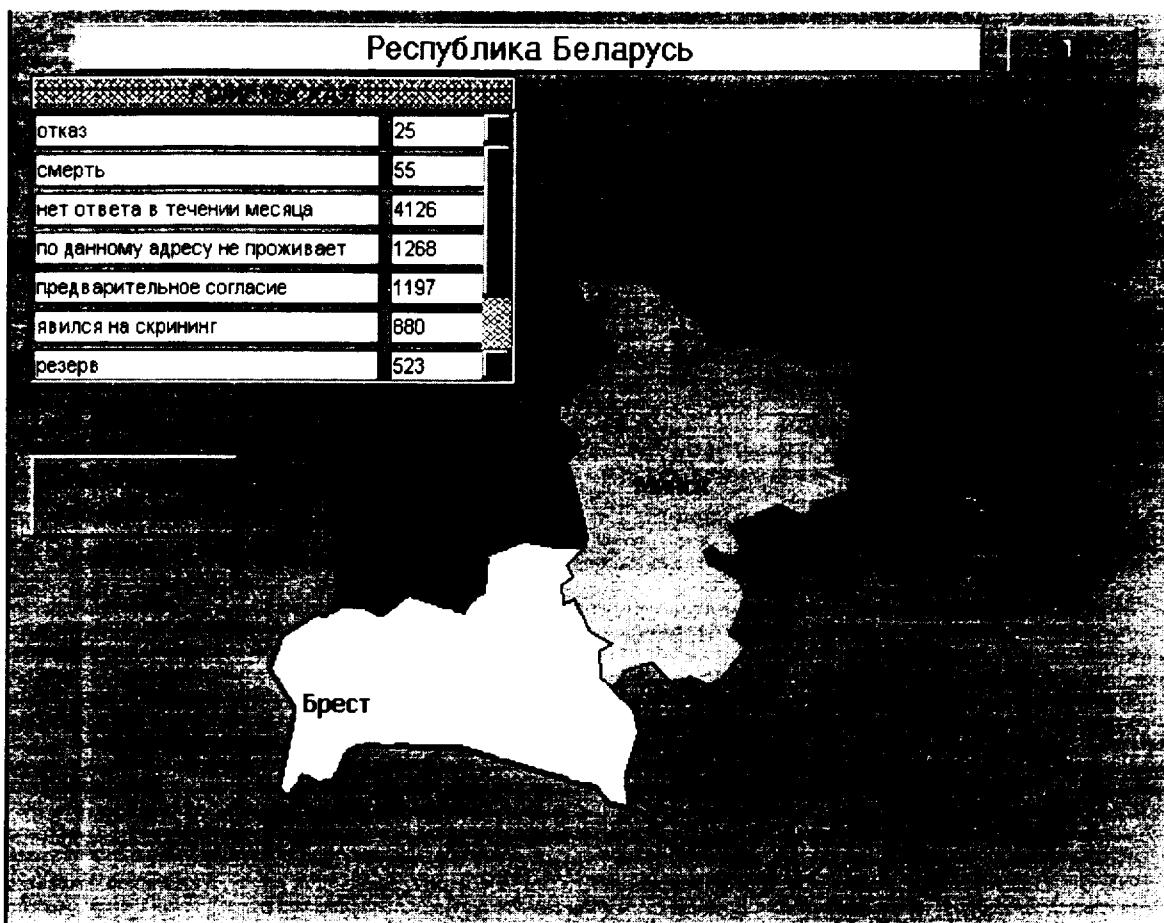 Республика Беларусь
ГОМЕЛЬСКАЯ
отказ 25
смерть 55
нет ответа в течении месяца 4126
по данному адресу не проживает 1268
предварительное согласие 1197
явился на скрининг 880
резерв 523
Брест